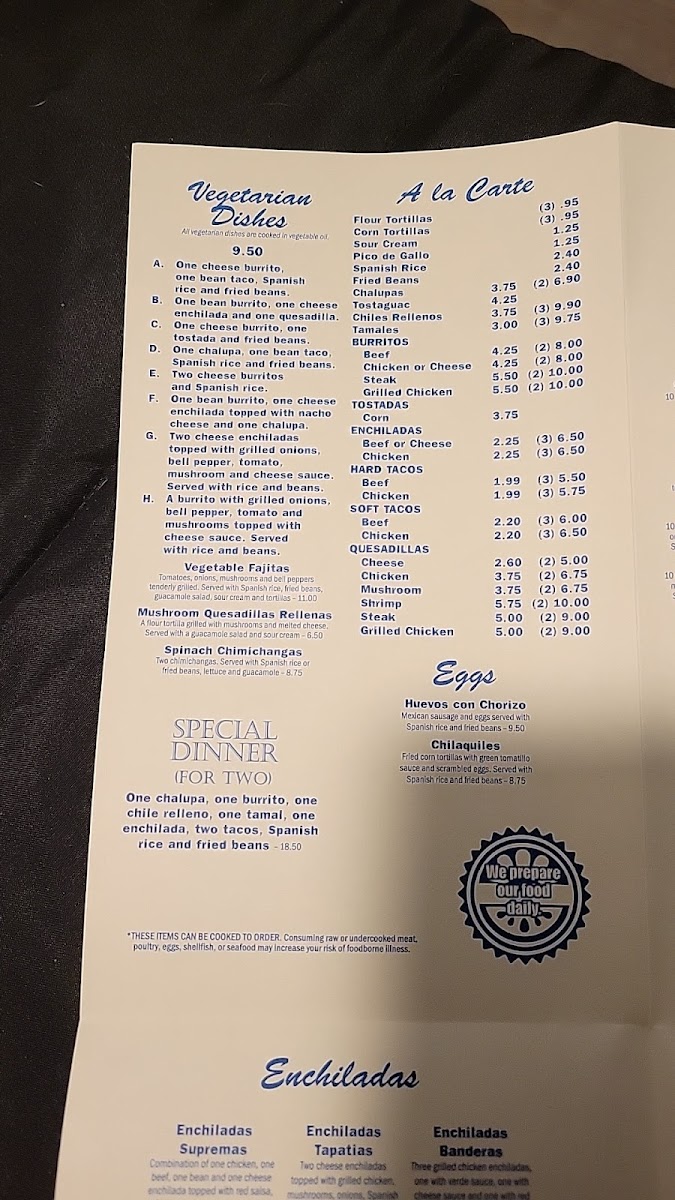 Vegetarian
Dishes
All vegetarian dishes are cooked in vegetable oil.
9.50
A. One cheese burrito,
one bean taco, Spanish
rice and fried beans.
B. One bean burrito, one cheese
enchilada and one quesadilla.
C. One cheese burrito, one
tostada and fried beans.
D. One chalupa, one bean taco,
Spanish rice and fried beans.
E. Two cheese burritos
and Spanish rice.
F. One bean burrito, one cheese
enchilada topped with nacho
cheese and one chalupa.
G. Two cheese enchiladas
topped with grilled onions,
bell pepper, tomato,
mushroom and cheese sauce.
Served with rice and beans.
H. A burrito with grilled onions,
bell pepper, tomato and
mushrooms topped with
cheese sauce. Served
with rice and beans.
Vegetable Fajitas
Tomatoes, onions, mushrooms and bell peppers
tenderly grilled. Served with Spanish rice, fried beans,
guacamole salad, sour cream and tortillas - 11.00
Mushroom Quesadillas Rellenas
A flour tortilla grilled with mushrooms and melted cheese.
Served with a guacamole salad and sour cream - 6.50
Spinach Chimichangas
Two chimichangas. Served with Spanish rice or
fried beans, lettuce and guacamole - 8.75
SPECIAL
DINNER
(FOR TWO)
One chalupa, one burrito, one
chile relleno, one tamal, one
enchilada, two tacos, Spanish
rice and fried beans - 18.50
A la Carte
Flour Tortillas (3) .95
Corn Tortillas (3) .95
Sour Cream 1.25
Pico de Gallo 1.25
Spanish Rice 2.40
Fried Beans 2.40
Chalupas 3.75 (2) 6.90
Tostaguac 4.25
Chiles Rellenos 3.75 (3) 9.90
Tamales 3.00 (3) 9.75
BURRITOS
Beef 4.25 (2) 8.00
Chicken or Cheese 4.25 (2) 8.00
Steak 5.50 (2) 10.00
Grilled Chicken 5.50 (2) 10.00
TOSTADAS
Corn 3.75
ENCHILADAS
Beef or Cheese 2.25 (3) 6.50
Chicken 2.25 (3) 6.50
HARD TACOS
Beef 1.99 (3) 5.50
Chicken 1.99 (3) 5.75
SOFT TACOS
Beef 2.20 (3) 6.00
Chicken 2.20 (3) 6.50
QUESADILLAS
Cheese 2.60 (2) 5.00
Chicken 3.75 (2) 6.75
Mushroom 3.75 (2) 6.75
Shrimp 5.75 (2) 10.00
Steak 5.00 (2) 9.00
Grilled Chicken 5.00 (2) 9.00
Eggs
Huevos con Chorizo
Mexican sausage and eggs served with
Spanish rice and fried beans - 9.50
Chilaquiles
Fried corn tortillas with green tomatillo
sauce and scrambled eggs. Served with
Spanish rice and fried beans - 8.75
We prepare
our food
daily.
*THESE ITEMS CAN BE COOKED TO ORDER. Consuming raw or undercooked meat,
poultry, eggs, shellfish, or seafood may increase your risk of foodborne illness.
Enchiladas
Enchiladas
Supremas
Combination of one chicken, one
beef, one bean and one cheese
enchilada topped with red salsa,
Enchiladas
Tapatias
Two cheese enchiladas
topped with grilled chicken,
mushrooms, onions, Spanish
Enchiladas
Banderas
Three grilled chicken enchiladas,
one with verde sauce, one with
cheese sauce and one with red